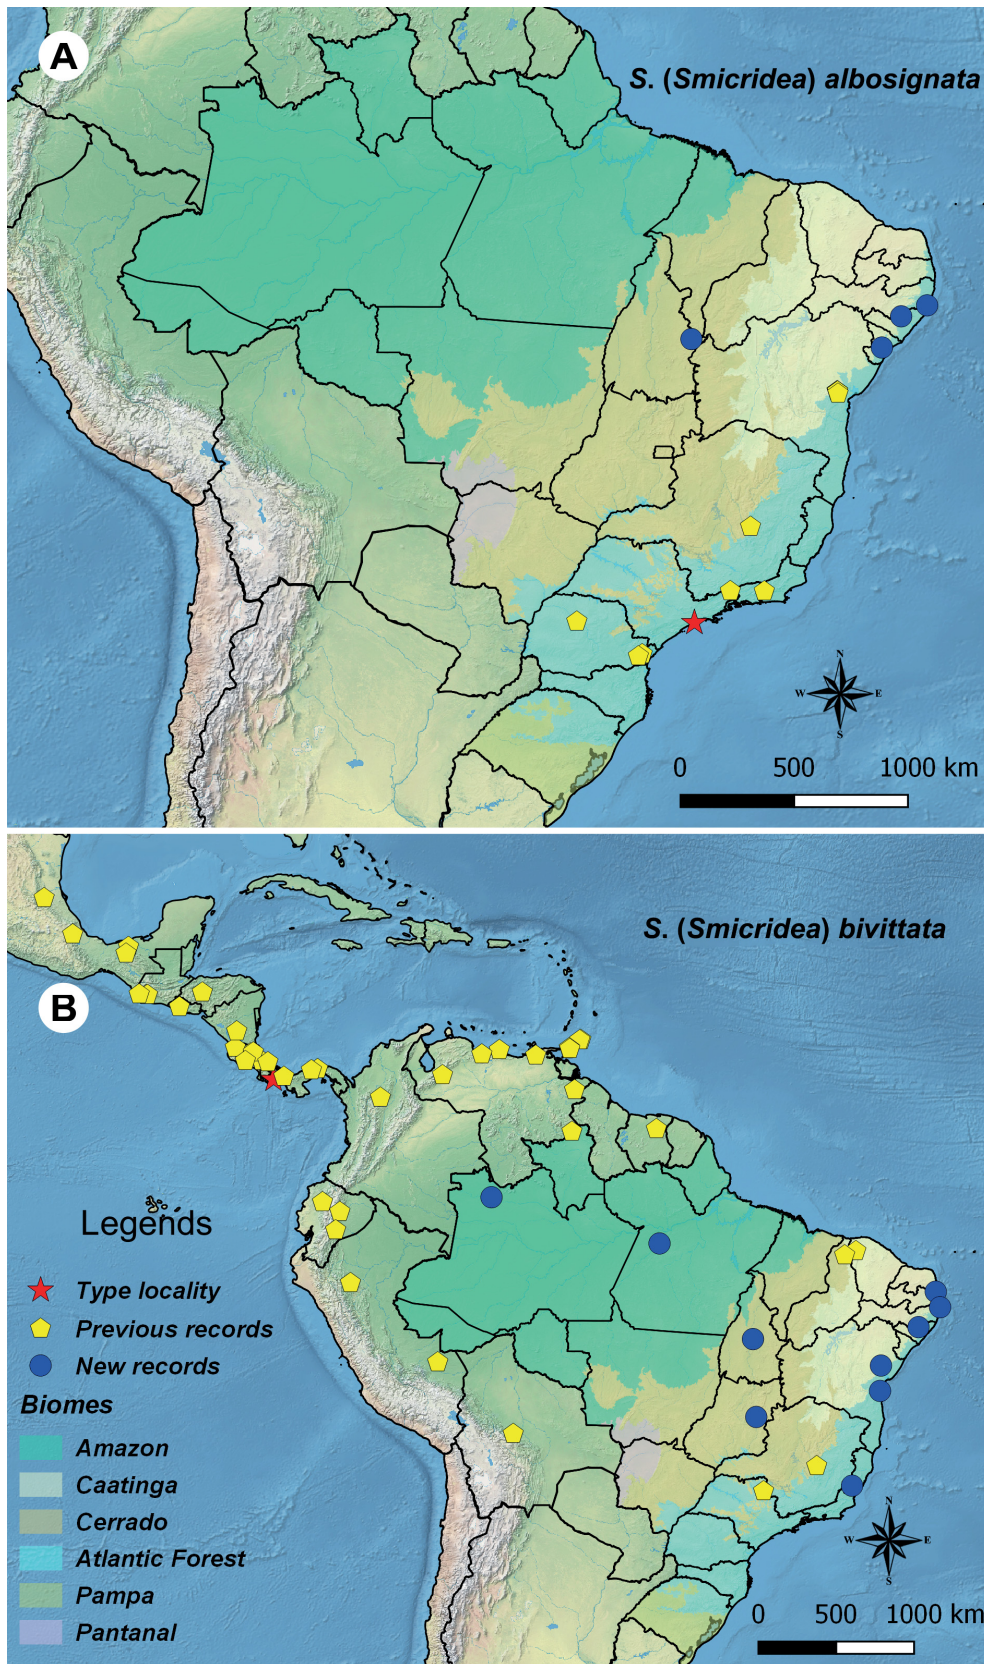 A
S. (Smicridea) albosignata
N
W E
S
0 500 1000 km
S. (Smicridea) bivittata
B
Legends
Type locality
Previous records
New records
Biomes
Amazon
Caatinga
Cerrado
Atlantic Forest
Pampa
Pantanal
N
W E
S
0 500 1000 km